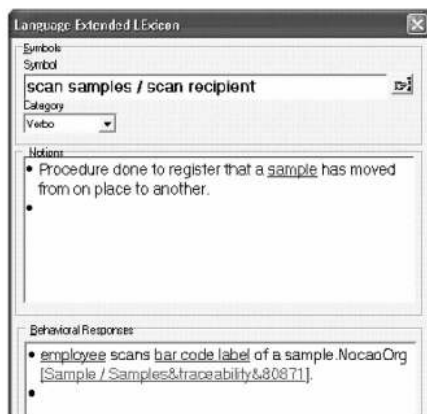 Language Extended LExicon
Symbols
Symbol
scan samples / scan recipient
Category
Verbo
Notions
• Procedure done to register that a sample has moved
from on place to another.
•
Behavioral Responses
• employee scans bar code label of a sample.NocaoOrg
[Sample / Samples&traceability&80871].
•